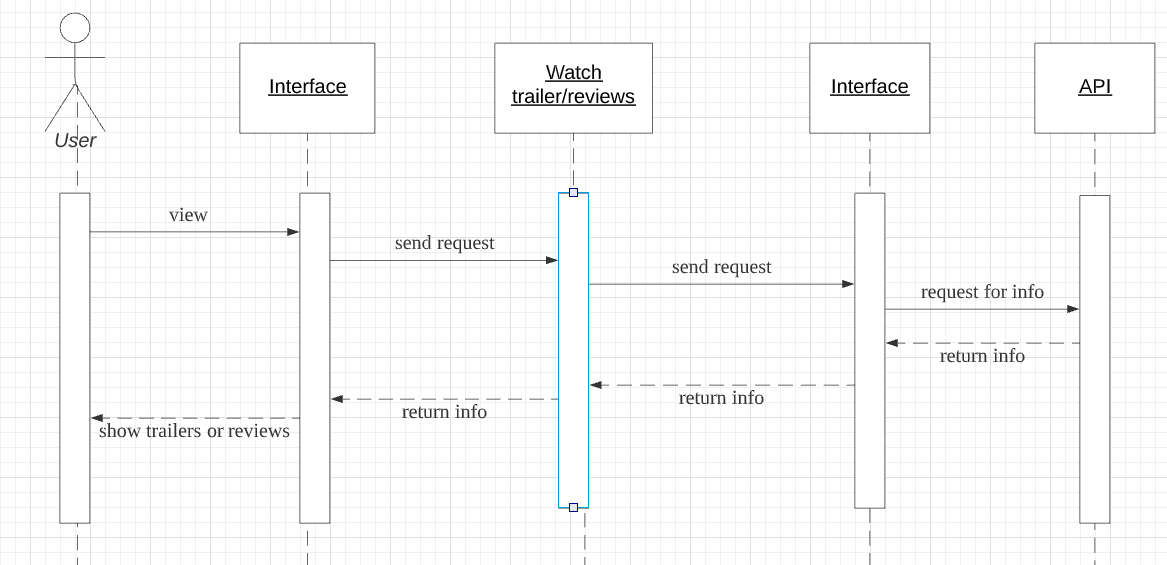 User
Interface
Watch
trailer/reviews
Interface
API
view
send request
send request
request for info
return info
return info
return info
show trailers or reviews